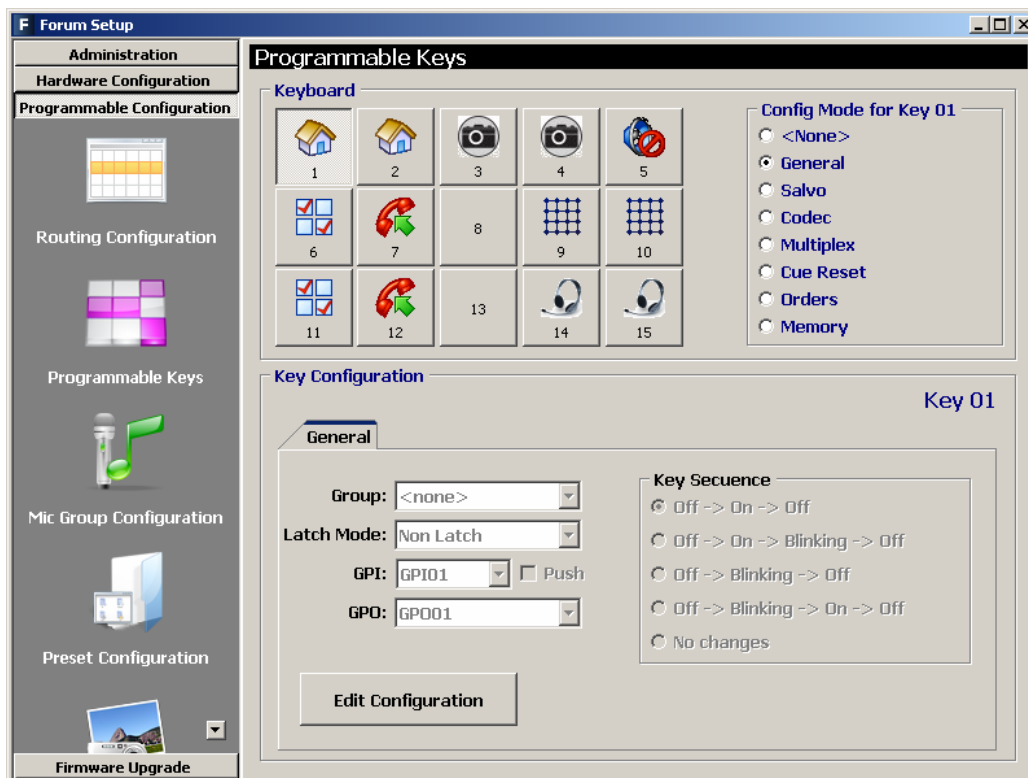 F Forum Setup
Administration
Hardware Configuration
Programmable Configuration
Routing Configuration
Programmable Keys
Mic Group Configuration
Preset Configuration
Firmware Upgrade
Programmable Keys
Keyboard
1 2 3 4 5
6 7 8 9 10
11 12 13 14 15
Config Mode for Key 01
<None>
General
Salvo
Codec
Multiplex
Cue Reset
Orders
Memory
Key Configuration
Key 01
General
Group: <none>
Latch Mode: Non Latch
GPI: GPI01 Push
GPO: GPO01
Edit Configuration
Key Secuence
Off -> On -> Off
Off -> On -> Blinking -> Off
Off -> Blinking -> Off
Off -> Blinking -> On -> Off
No changes